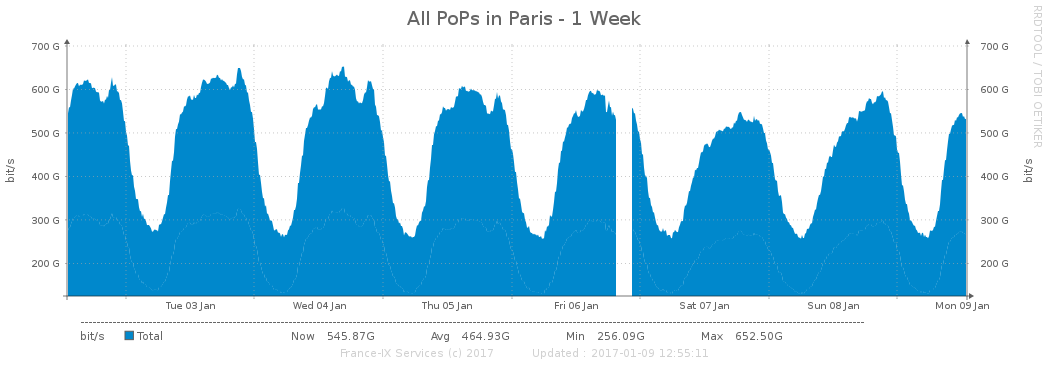 All PoPs in Paris - 1 Week
RRDTOOL / TOBI OETIKER
700 G 700 G
600 G 600 G
500 G 500 G
400 G 400 G
300 G 300 G
200 G 200 G
bit/s
bit/s
Tue 03 Jan Wed 04 Jan Thu 05 Jan Fri 06 Jan Sat 07 Jan Sun 08 Jan Mon 09 Jan
bit/s Total Now 545.87G Avg 464.93G Min 256.09G Max 652.50G
France-IX Services (c) 2017 Updated : 2017-01-09 12:55:11